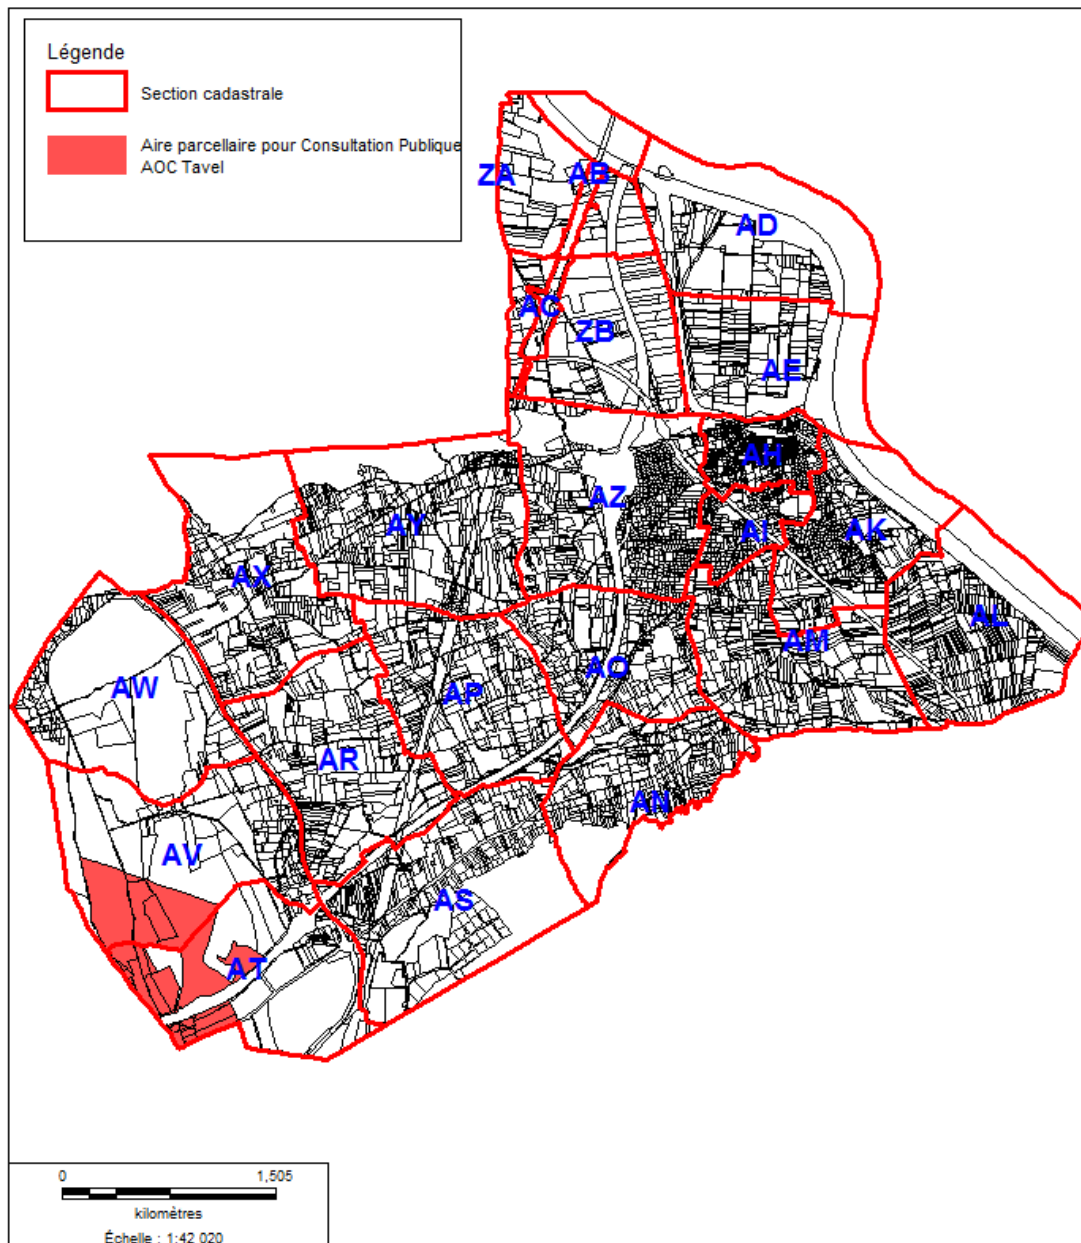 Légende
Section cadastrale
Aire parcellaire pour Consultation Publique
AOC Tavel
ZA
AB
AD
AC
ZB
AE
AH
AZ
AY
AI
AK
AX
AL
AM
AO
AW
AP
AR
AN
AV
AS
AT
0 1,505
kilomètres
Échelle : 1:42 020